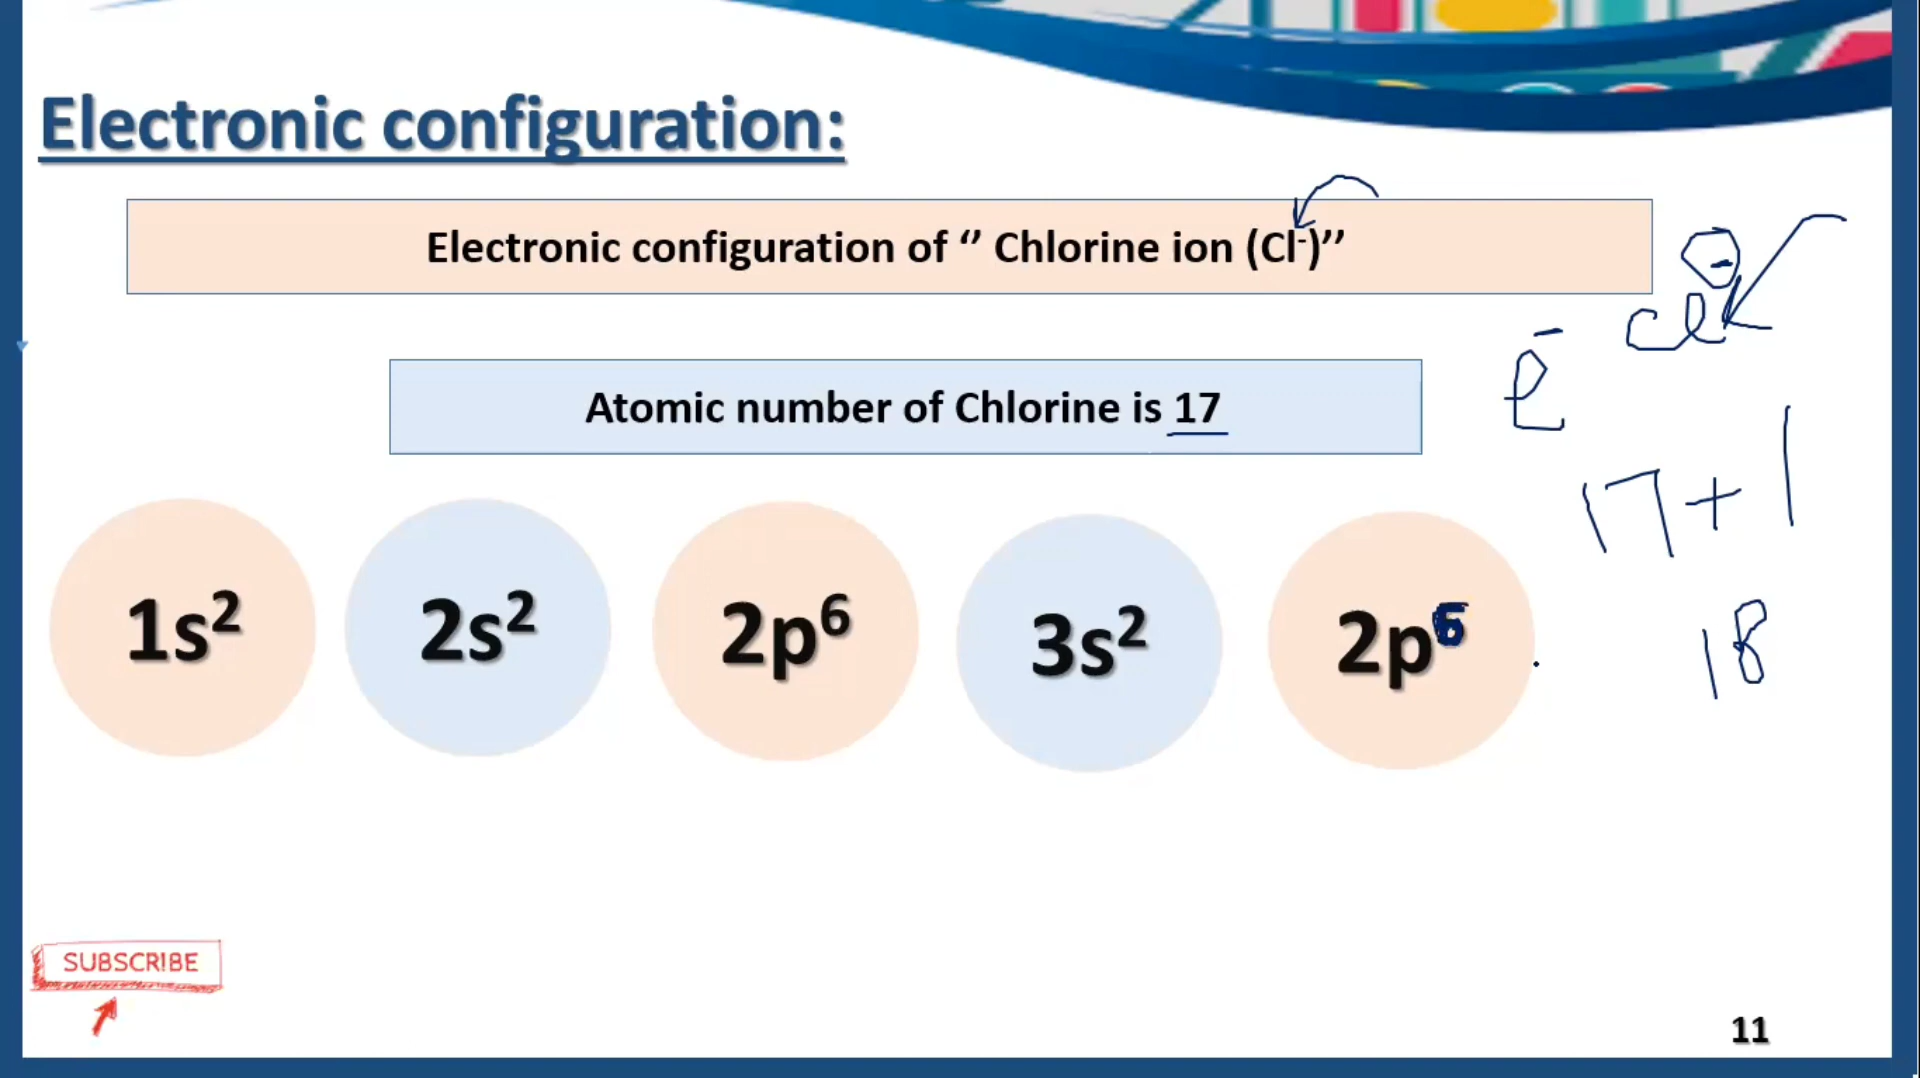 Electronic configuration:
Electronic configuration of “ Chlorine ion (Cl⁻)”
Cl⁻
e⁻
Atomic number of Chlorine is 17
17 + 1
1s² 2s² 2p⁶ 3s² 2p⁶
18
SUBSCRIBE
11